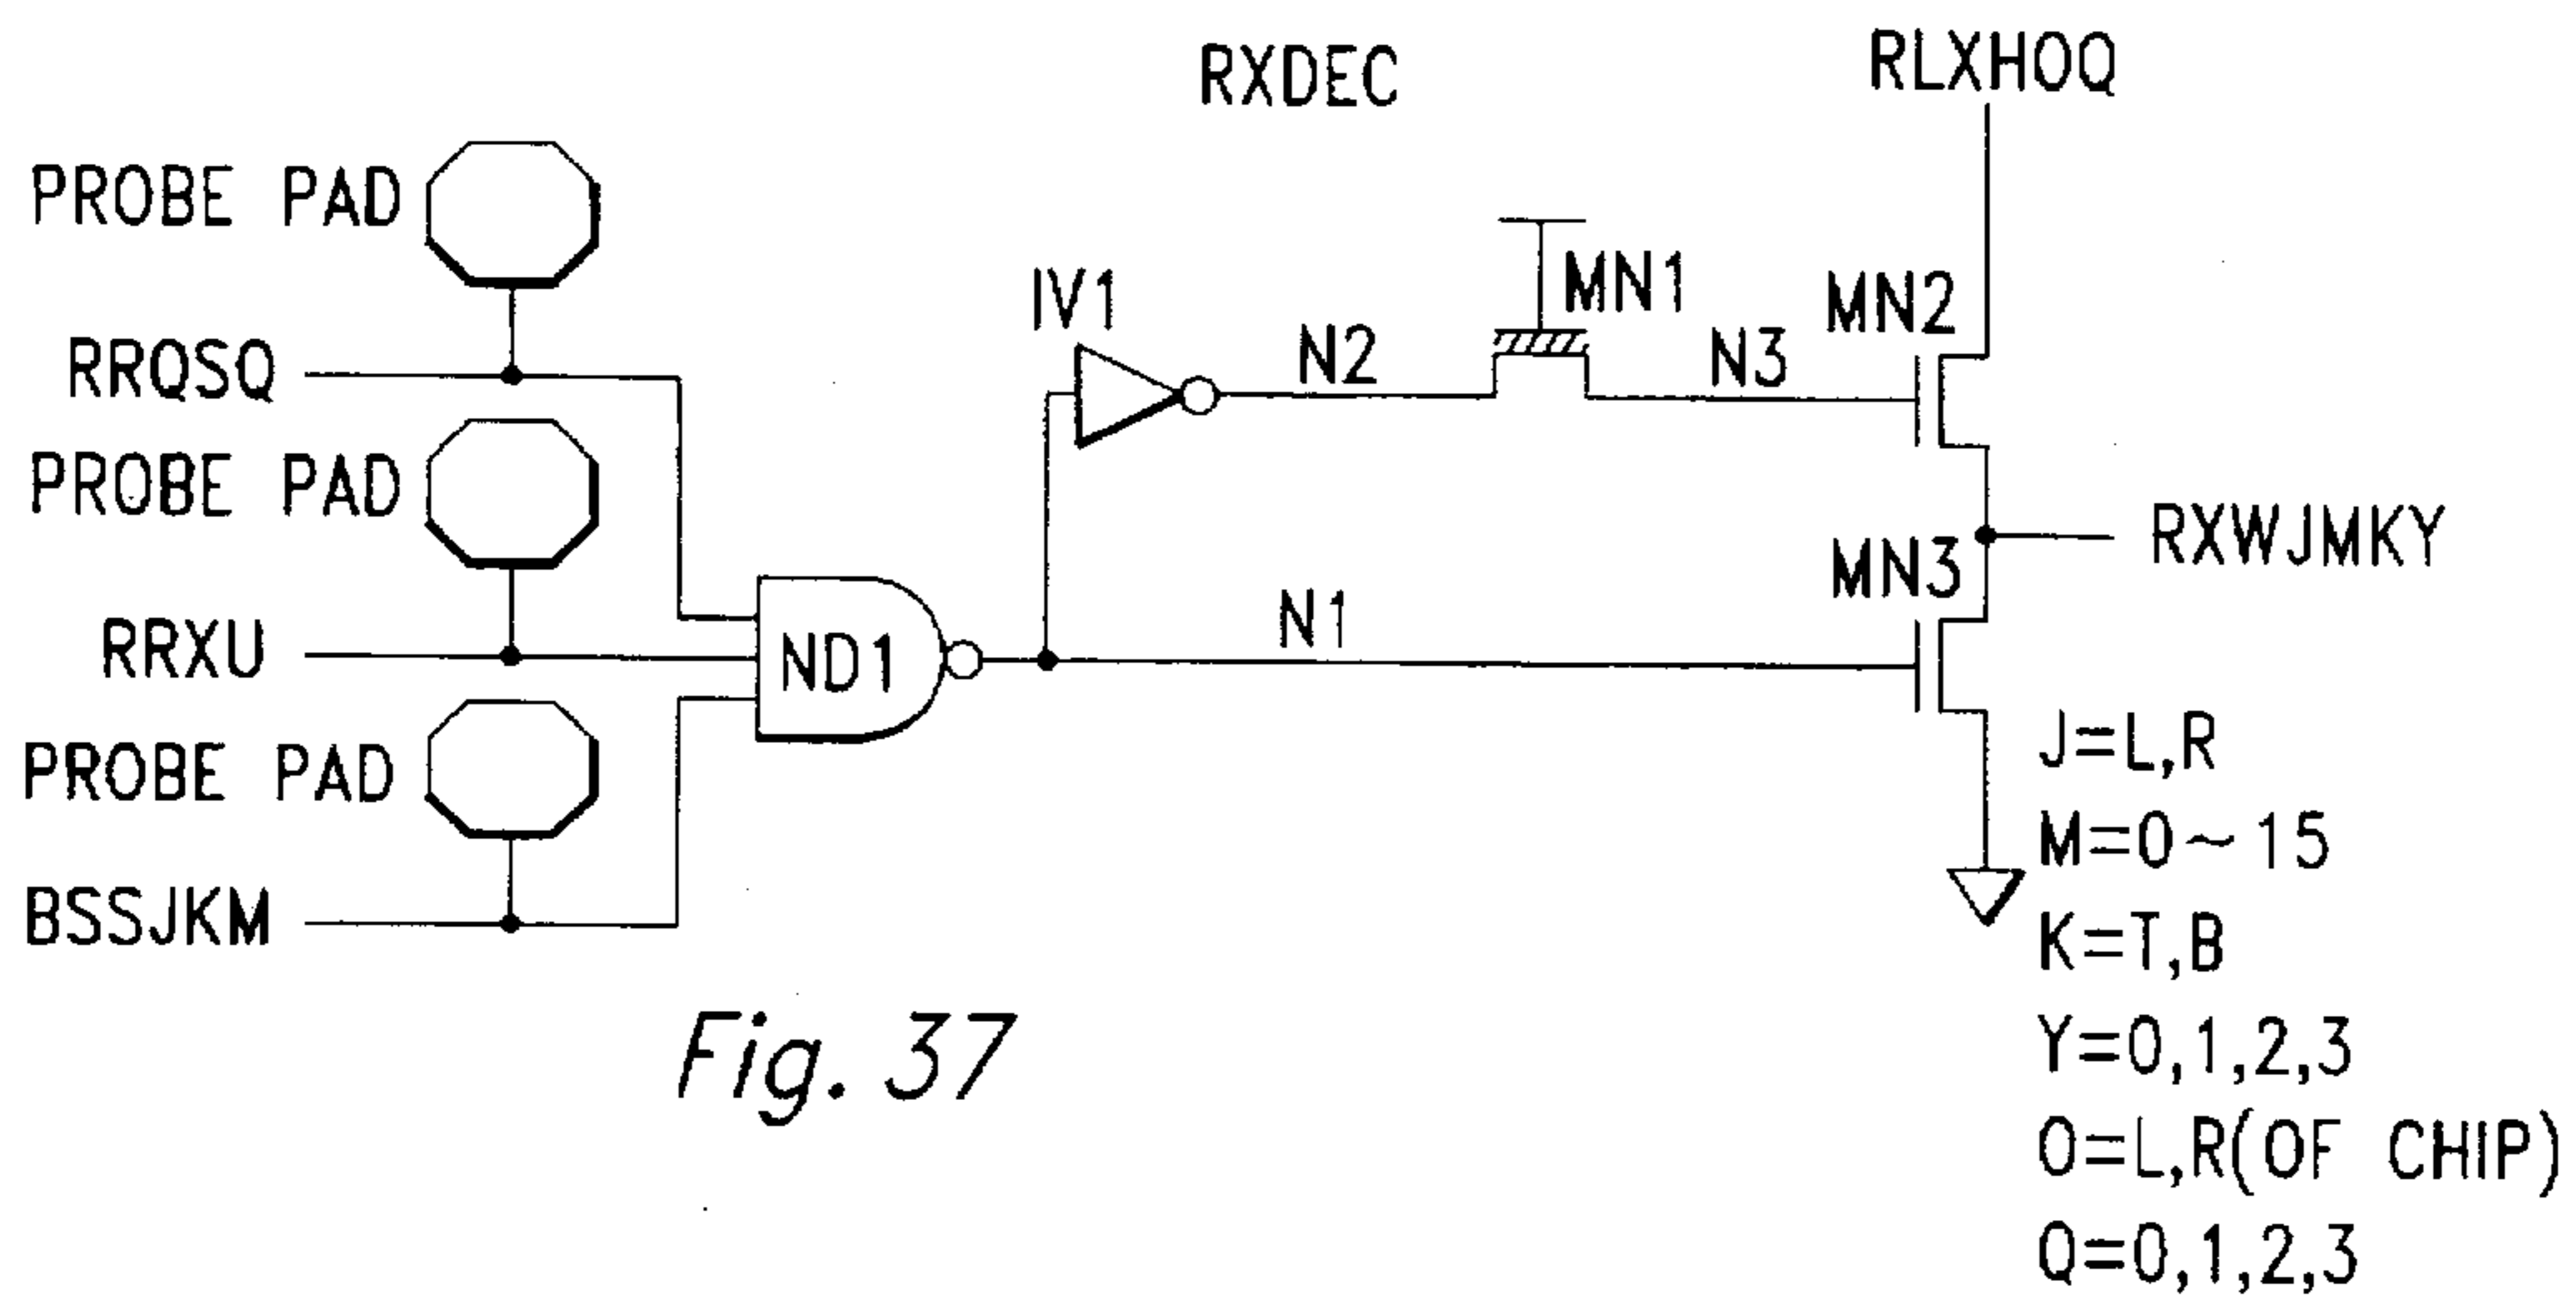 RXDEC
RLXHOQ
PROBE PAD
RRQSQ
IV1
N2
MN1
N3
MN2
PROBE PAD
RXWJMKY
RRXU
ND1
N1
MN3
PROBE PAD
BSSJKM
J=L,R
M=0~15
K=T,B
Y=0,1,2,3
O=L,R(OF CHIP)
Q=0,1,2,3
Fig. 37